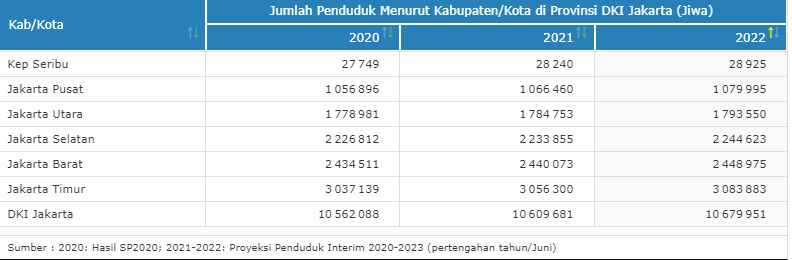 Kab/Kota
Jumlah Penduduk Menurut Kabupaten/Kota di Provinsi DKI Jakarta (Jiwa)
2020 2021 2022
Kep Seribu 27 749 28 240 28 925
Jakarta Pusat 1 056 896 1 066 460 1 079 995
Jakarta Utara 1 778 981 1 784 753 1 793 550
Jakarta Selatan 2 226 812 2 233 855 2 244 623
Jakarta Barat 2 434 511 2 440 073 2 448 975
Jakarta Timur 3 037 139 3 056 300 3 083 883
DKI Jakarta 10 562 088 10 609 681 10 679 951
Sumber : 2020: Hasil SP2020; 2021-2022: Proyeksi Penduduk Interim 2020-2023 (pertengahan tahun/Juni)